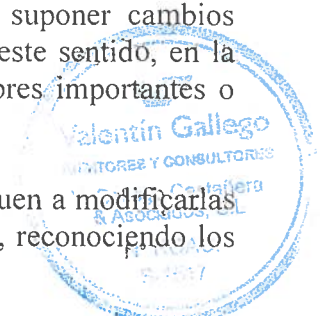 suponer cambios
este sentido, en la
ores importantes o
Valentín Gallego
AUDITORES Y CONSULTORES
uen a modificarlas
& ASOCIADOS, S.L
, reconociendo los